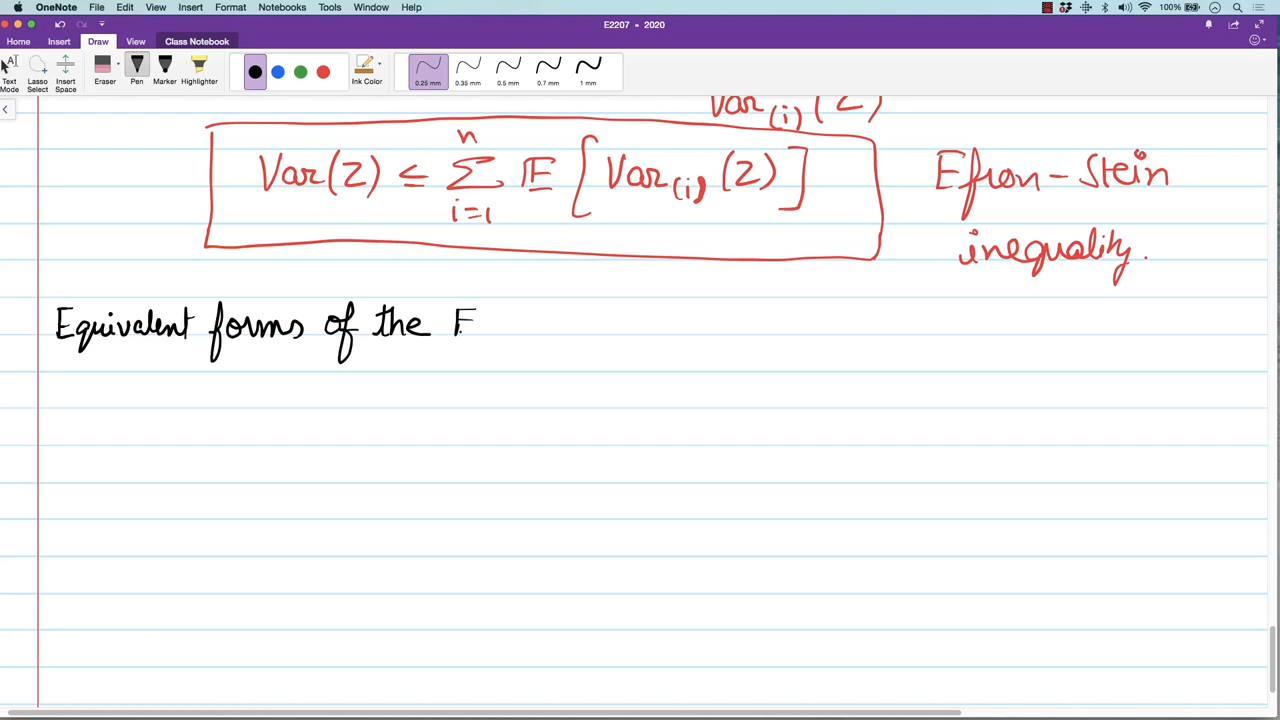 OneNote File Edit View Insert Format Notebooks Tools Window Help 100%
E2207 - 2020
Home Insert Draw View Class Notebook
Text Mode Lasso Select Insert Space Eraser Pen Marker Highlighter Ink Color 0.25 mm 0.35 mm 0.5 mm 0.7 mm 1 mm
Var₍ᵢ₎(Z)
Var(Z) ≤ ∑ᵢ₌₁ⁿ 𝔼 [Var₍ᵢ₎(Z)] Efron-Stein
inequality.
Equivalent forms of the E